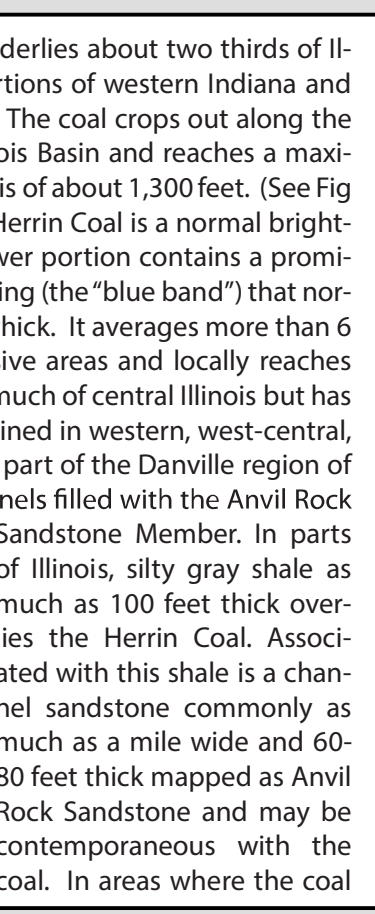 derlies about two thirds of Il-
rtions of western Indiana and
The coal crops out along the
ois Basin and reaches a maxi-
is of about 1,300 feet. (See Fig
Herrin Coal is a normal bright-
wer portion contains a promi-
ing (the “blue band”) that nor-
hick. It averages more than 6
sive areas and locally reaches
much of central Illinois but has
ined in western, west-central,
part of the Danville region of
nels filled with the Anvil Rock
Sandstone Member. In parts
of Illinois, silty gray shale as
much as 100 feet thick over-
lies the Herrin Coal. Associ-
ated with this shale is a chan-
nel sandstone commonly as
much as a mile wide and 60-
80 feet thick mapped as Anvil
Rock Sandstone and may be
contemporaneous with the
coal. In areas where the coal